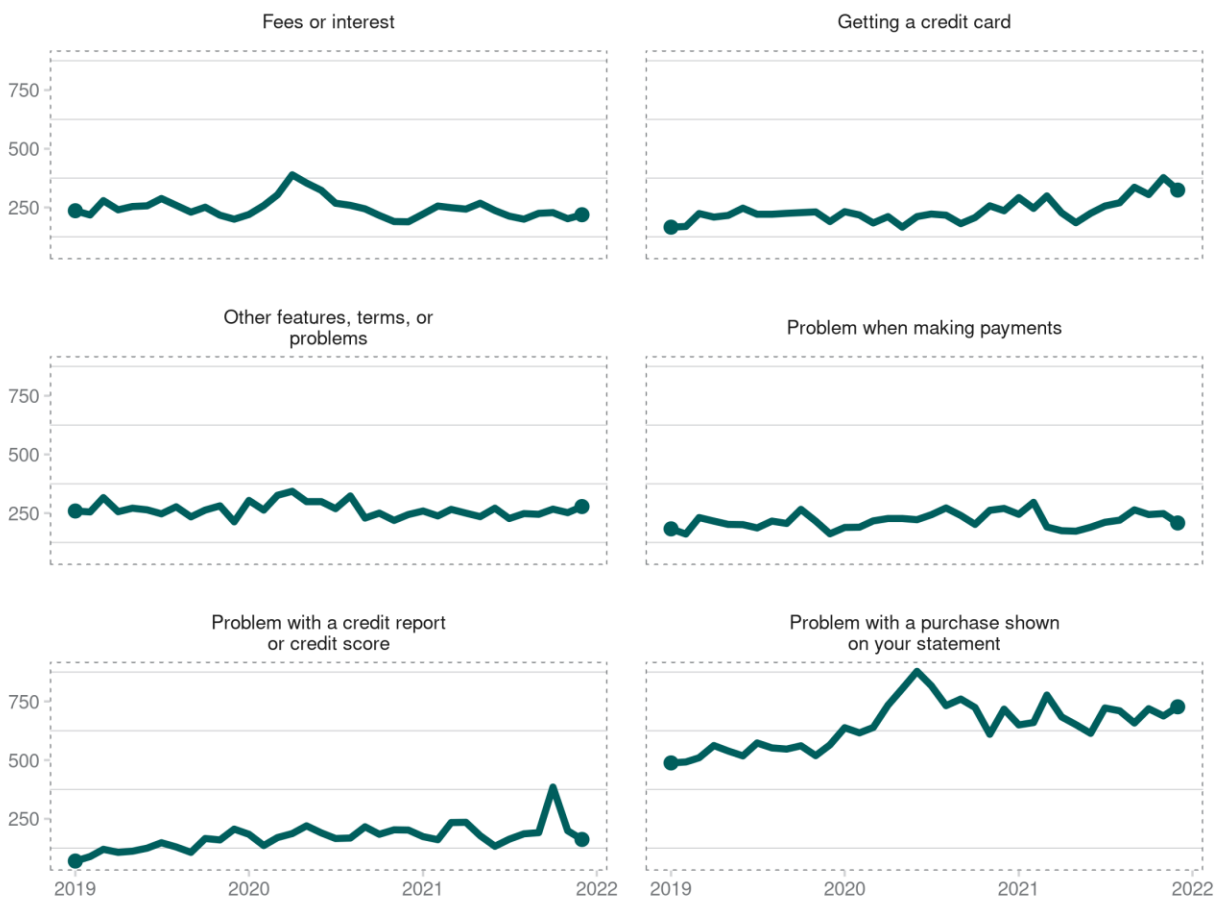 Fees or interest
Getting a credit card
750
500
250
Other features, terms, or
problems
Problem when making payments
750
500
250
Problem with a credit report
or credit score
Problem with a purchase shown
on your statement
750
500
250
2019
2020
2021
2022
2019
2020
2021
2022